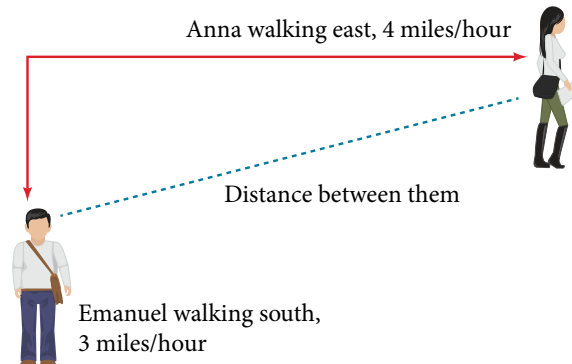 Anna walking east, 4 miles/hour
Distance between them
Emanuel walking south,
3 miles/hour